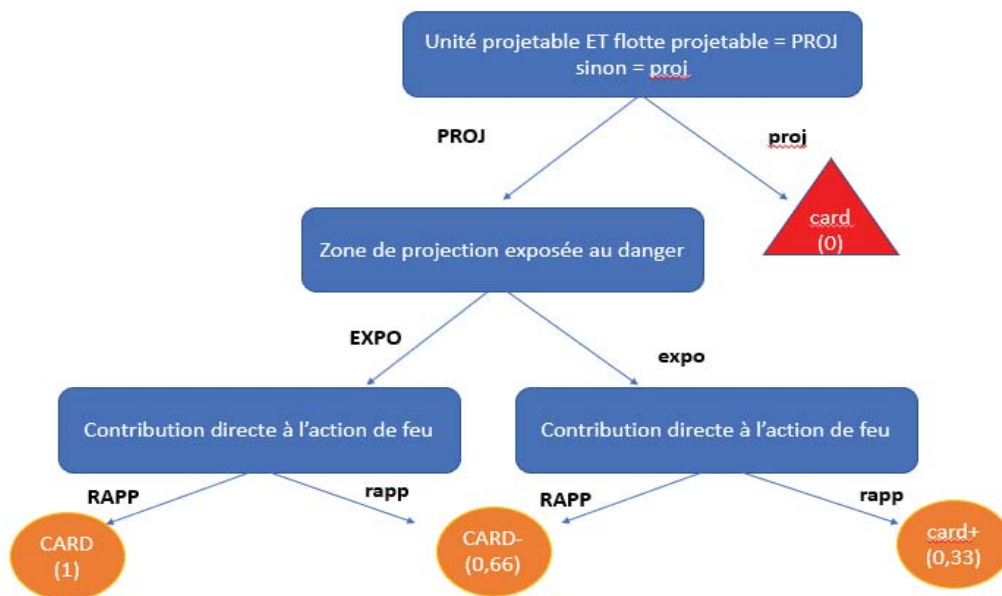 Unité projetable ET flotte projetable = PROJ
sinon = proj
PROJ
proj
card
(0)
Zone de projection exposée au danger
EXPO
expo
Contribution directe à l'action de feu
Contribution directe à l'action de feu
RAPP
rapp
RAPP
rapp
CARD
(1)
CARD-
(0,66)
card+
(0,33)